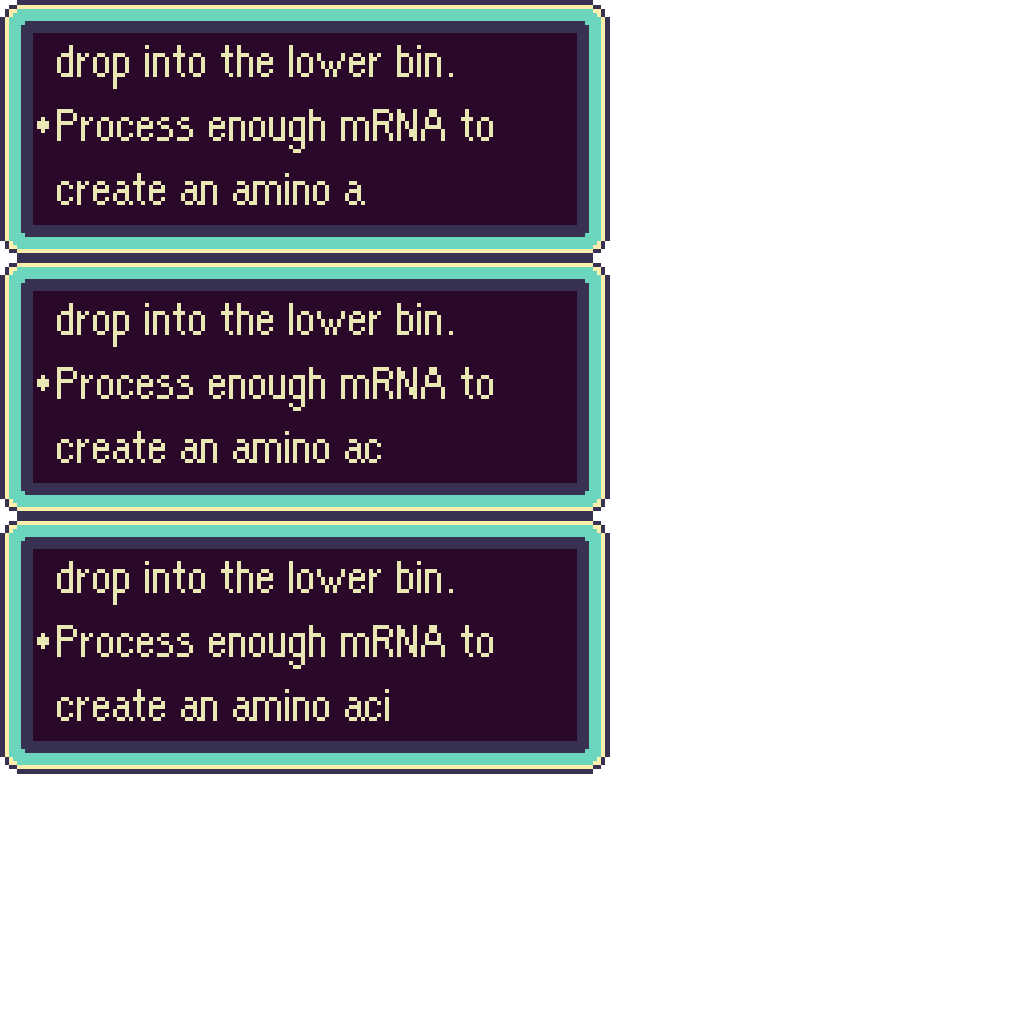 drop into the lower bin.
•Process enough mRNA to
create an amino a
drop into the lower bin.
•Process enough mRNA to
create an amino ac
drop into the lower bin.
•Process enough mRNA to
create an amino aci